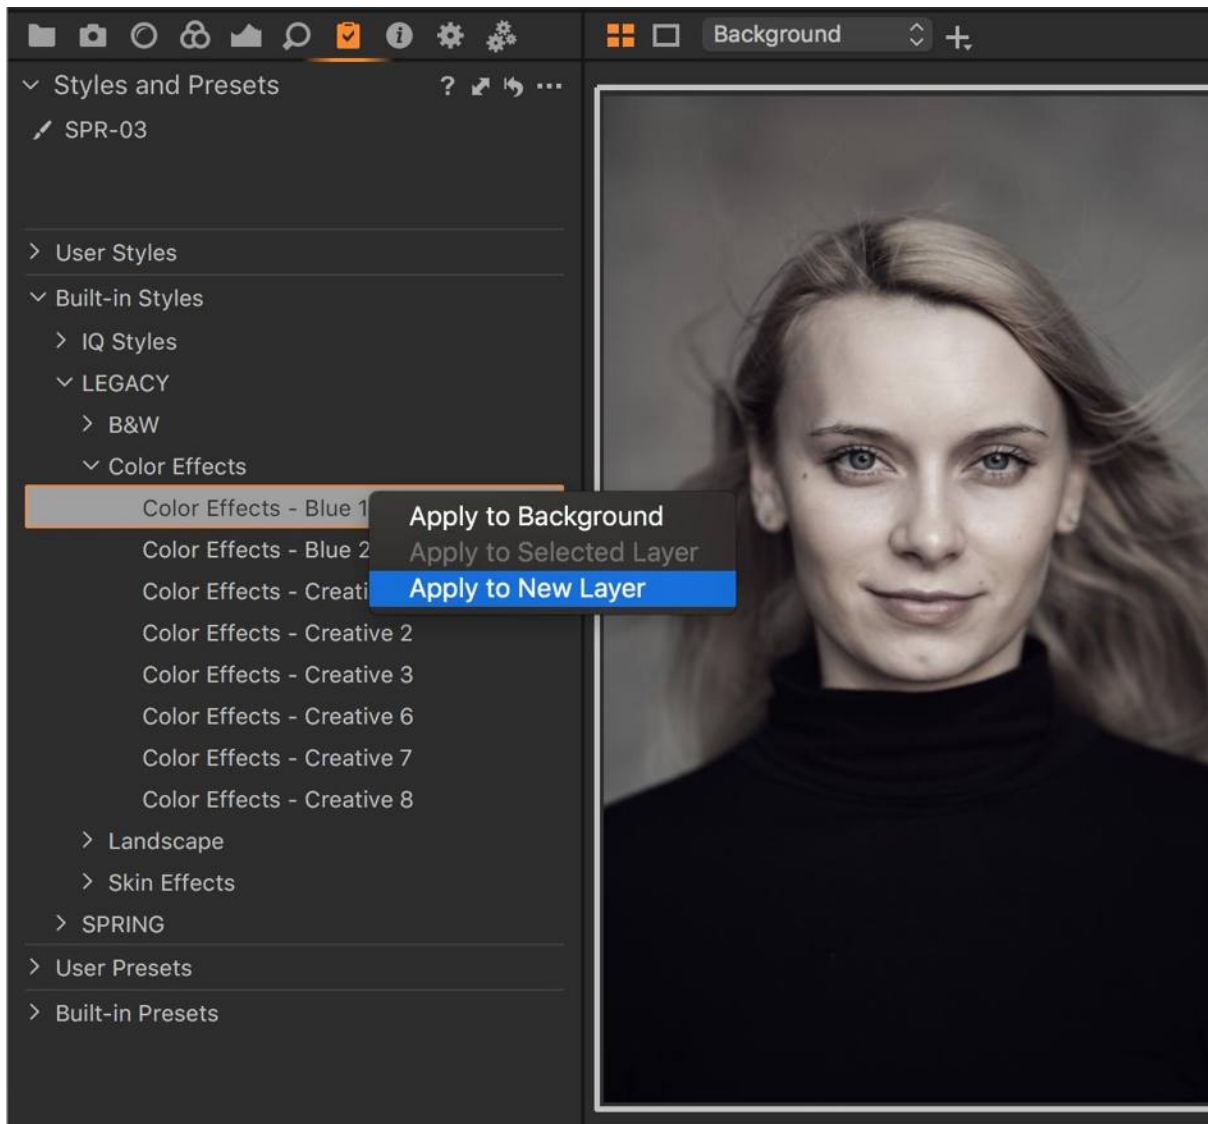 Background
Styles and Presets
?
SPR-03
User Styles
Built-in Styles
IQ Styles
LEGACY
B&W
Color Effects
Color Effects - Blue 1
Apply to Background
Color Effects - Blue 2
Apply to Selected Layer
Color Effects - Creati
Apply to New Layer
Color Effects - Creative 2
Color Effects - Creative 3
Color Effects - Creative 6
Color Effects - Creative 7
Color Effects - Creative 8
Landscape
Skin Effects
SPRING
User Presets
Built-in Presets